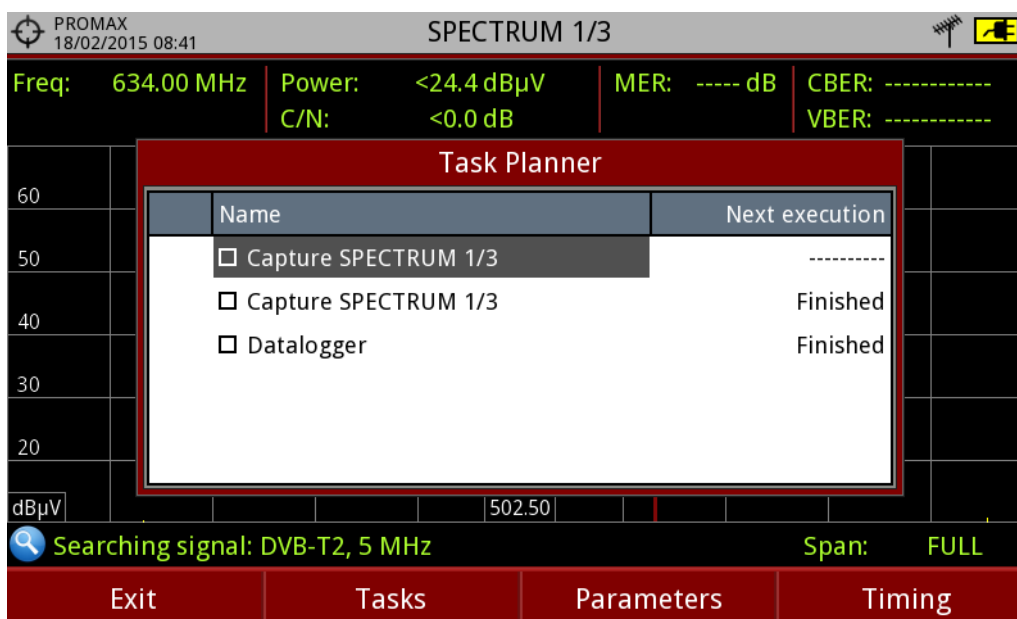 PROMAX
18/02/2015 08:41
SPECTRUM 1/3
Freq: 634.00 MHz Power: <24.4 dBµV MER: ----- dB CBER: ------------
C/N: <0.0 dB VBER: ------------
Task Planner
Name Next execution
Capture SPECTRUM 1/3 ----------
Capture SPECTRUM 1/3 Finished
Datalogger Finished
60
50
40
30
20
dBµV 502.50
Searching signal: DVB-T2, 5 MHz Span: FULL
Exit Tasks Parameters Timing